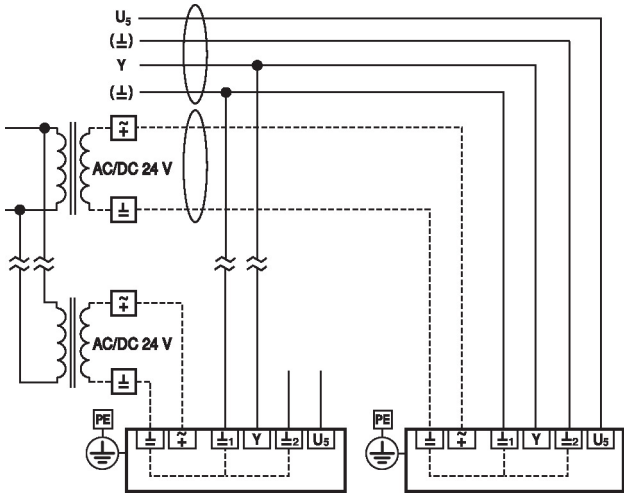 U5
(⊥)
Y
(⊥)
~+
AC/DC 24 V
⊥
~+
AC/DC 24 V
⊥
PE
⊥ ~+ ⊥1 Y ⊥2 U5
PE
⊥ ~+ ⊥1 Y ⊥2 U5